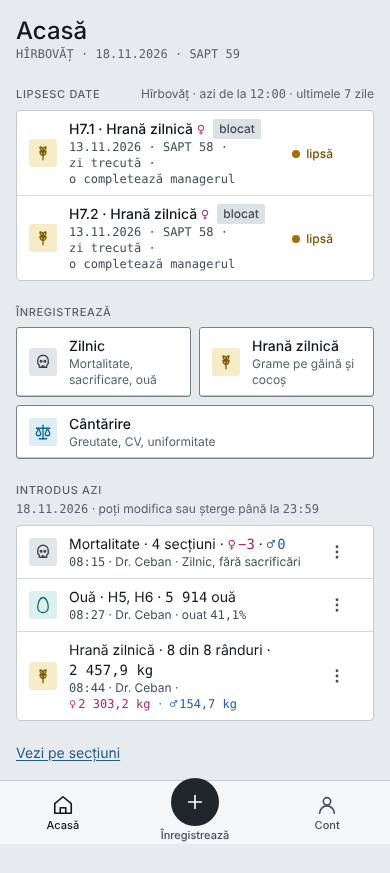 Acasă
HÎRBOVĂȚ · 18.11.2026 · SAPT 59
LIPSESC DATE
Hîrbovăț · azi de la 12:00 · ultimele 7 zile
H7.1 · Hrană zilnică ♀ blocat
13.11.2026 · SAPT 58 ·
zi trecută ·
o completează managerul
lipsă
H7.2 · Hrană zilnică ♀ blocat
13.11.2026 · SAPT 58 ·
zi trecută ·
o completează managerul
lipsă
ÎNREGISTREAZĂ
Zilnic
Mortalitate,
sacrificare, ouă
Hrană zilnică
Grame pe găină și
cocoș
Cântărire
Greutate, CV, uniformitate
INTRODUS AZI
18.11.2026 · poți modifica sau șterge până la 23:59
Mortalitate · 4 secțiuni · ♀−3 · ♂0
08:15 · Dr. Ceban · Zilnic, fără sacrificări
Ouă · H5, H6 · 5 914 ouă
08:27 · Dr. Ceban · ouat 41,1%
Hrană zilnică · 8 din 8 rânduri ·
2 457,9 kg
08:44 · Dr. Ceban ·
♀2 303,2 kg · ♂154,7 kg
Vezi pe secțiuni
Acasă
Înregistrează
Cont